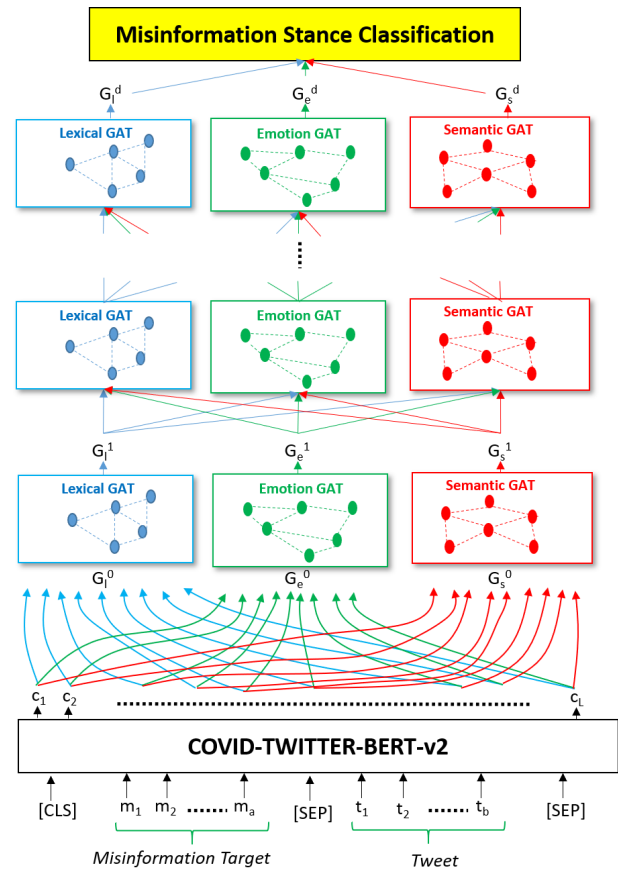 Misinformation Stance Classification
G_l^d G_e^d G_s^d
Lexical GAT Emotion GAT Semantic GAT
Lexical GAT Emotion GAT Semantic GAT
G_l^1 G_e^1 G_s^1
Lexical GAT Emotion GAT Semantic GAT
G_l^0 G_e^0 G_s^0
c_1 c_2 c_L
COVID-TWITTER-BERT-v2
[CLS] m_1 m_2 m_a [SEP] t_1 t_2 t_b [SEP]
Misinformation Target Tweet